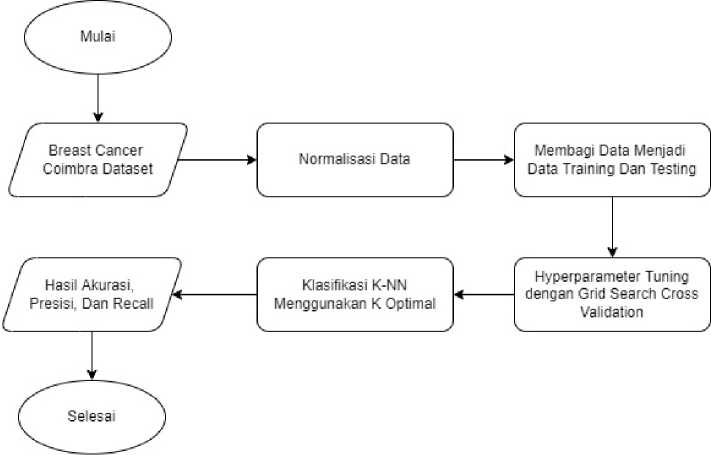 Mulai
Breast Cancer
Coimbra Dataset
Normalisasi Data
Membagi Data Menjadi
Data Training Dan Testing
Hyperparameter Tuning
dengan Grid Search Cross
Validation
Klasifikasi K-NN
Menggunakan K Optimal
Hasil Akurasi,
Presisi, Dan Recall
Selesai